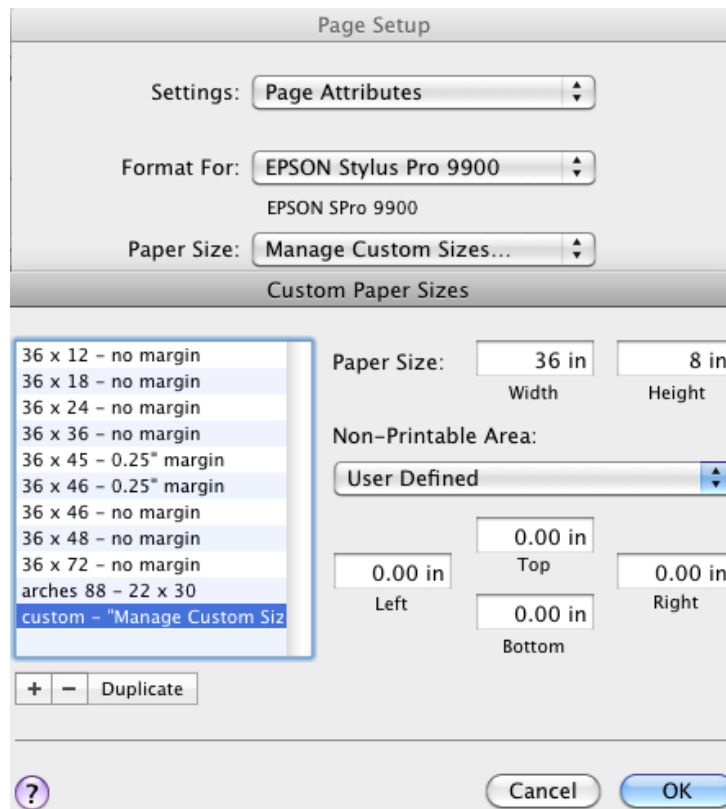 Page Setup
Settings: Page Attributes
Format For: EPSON Stylus Pro 9900
EPSON SPro 9900
Paper Size: Manage Custom Sizes...
Custom Paper Sizes
36 x 12 – no margin
36 x 18 – no margin
36 x 24 – no margin
36 x 36 – no margin
36 x 45 – 0.25" margin
36 x 46 – 0.25" margin
36 x 46 – no margin
36 x 48 – no margin
36 x 72 – no margin
arches 88 – 22 x 30
custom – "Manage Custom Siz
+ – Duplicate
Paper Size: 36 in 8 in
Width Height
Non-Printable Area:
User Defined
0.00 in
Top
0.00 in 0.00 in
Left Right
0.00 in
Bottom
? Cancel OK